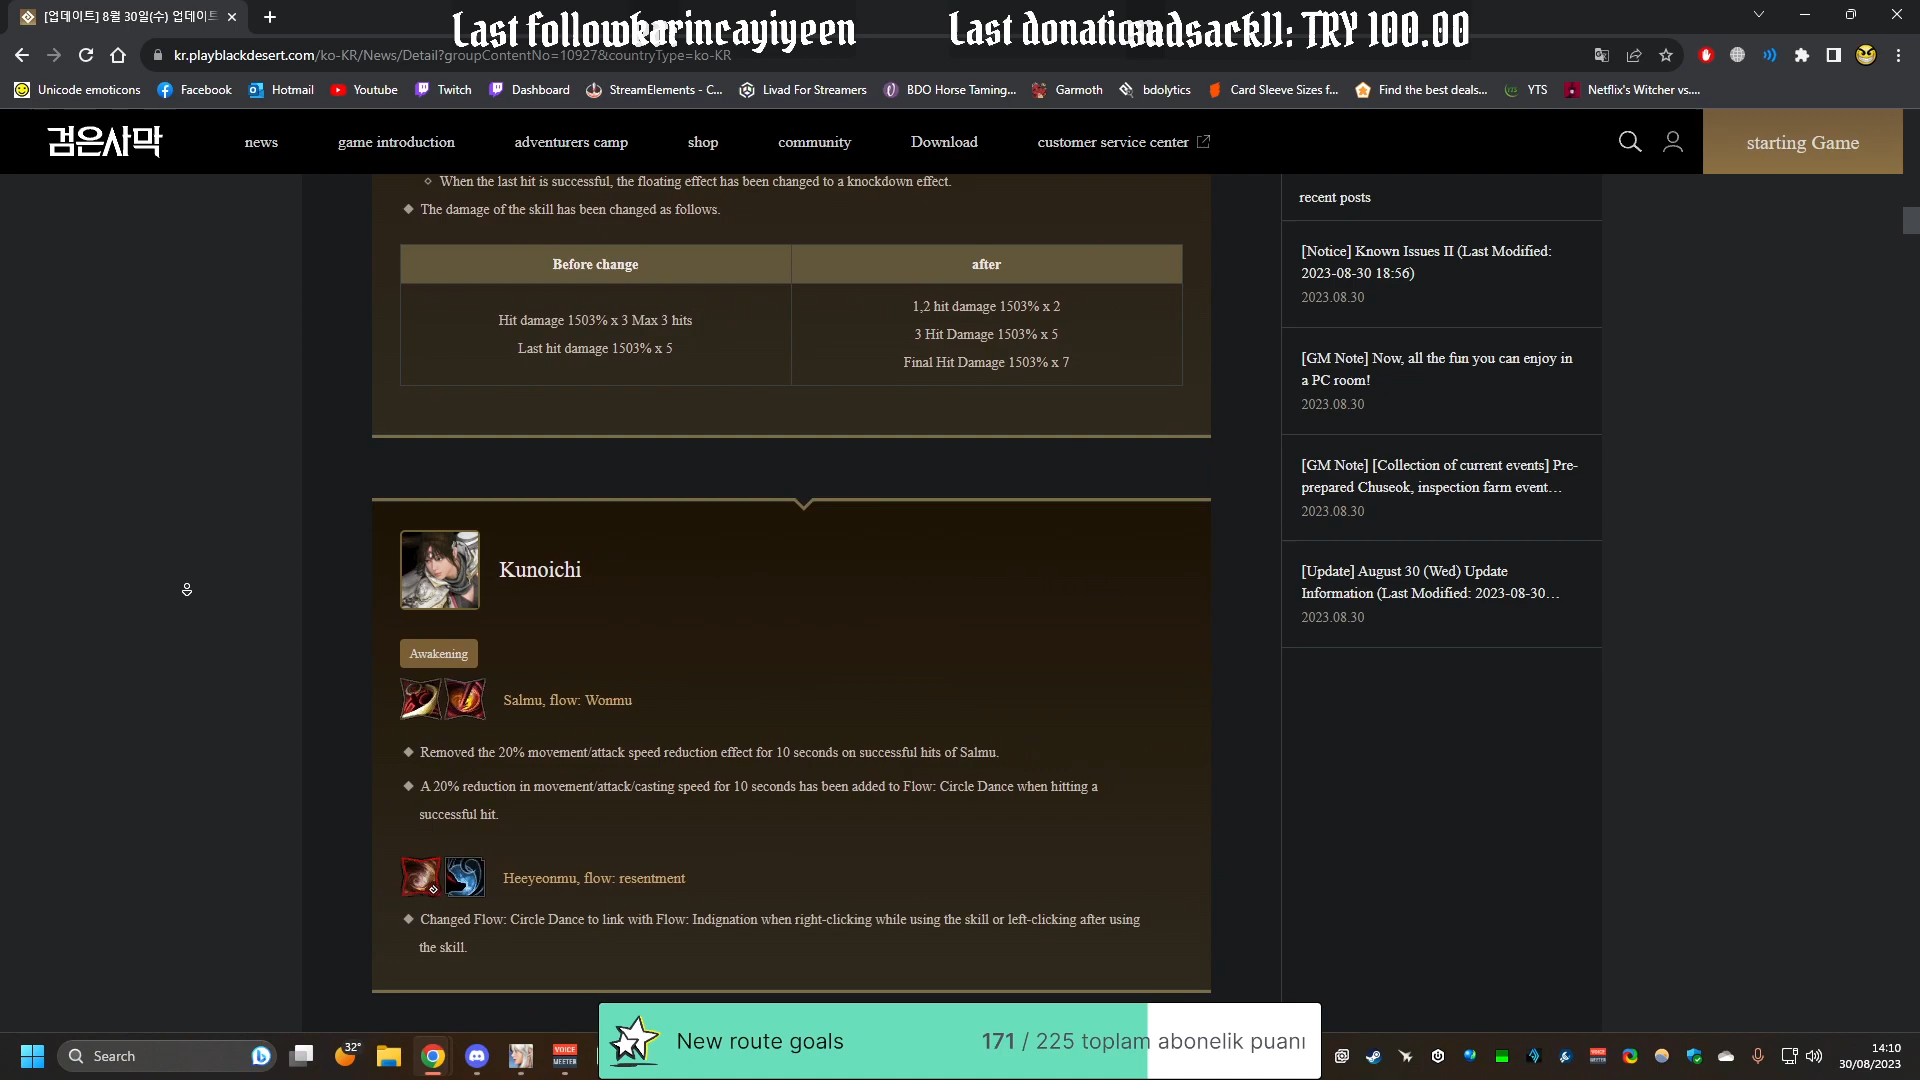 [업데이트] 8월 30일(수) 업데이트
Last follower
karincayiyeen
Last donation
sadsack11: TRY 100.00
kr.playblackdesert.com/ko-KR/News/Detail?groupContentNo=10927&countryType=ko-KR
Unicode emoticons
Facebook
Hotmail
Youtube
Twitch
Dashboard
StreamElements - C...
Livad For Streamers
BDO Horse Taming...
Garmoth
bdolytics
Card Sleeve Sizes f...
Find the best deals...
YTS
Netflix's Witcher vs....
검은사막
news
game introduction
adventurers camp
shop
community
Download
customer service center
starting Game
When the last hit is successful, the floating effect has been changed to a knockdown effect.
The damage of the skill has been changed as follows.
Before change
after
Hit damage 1503% x 3 Max 3 hits
Last hit damage 1503% x 5
1,2 hit damage 1503% x 2
3 Hit Damage 1503% x 5
Final Hit Damage 1503% x 7
Kunoichi
Awakening
Salmu, flow: Wonmu
Removed the 20% movement/attack speed reduction effect for 10 seconds on successful hits of Salmu.
A 20% reduction in movement/attack/casting speed for 10 seconds has been added to Flow: Circle Dance when hitting a
successful hit.
Heeyeonmu, flow: resentment
Changed Flow: Circle Dance to link with Flow: Indignation when right-clicking while using the skill or left-clicking after using
the skill.
recent posts
[Notice] Known Issues II (Last Modified:
2023-08-30 18:56)
2023.08.30
[GM Note] Now, all the fun you can enjoy in
a PC room!
2023.08.30
[GM Note] [Collection of current events] Pre-
prepared Chuseok, inspection farm event…
2023.08.30
[Update] August 30 (Wed) Update
Information (Last Modified: 2023-08-30…
2023.08.30
New route goals
171 / 225 toplam abonelik puanı
Search
32°
VOICE
MEETER
14:10
30/08/2023